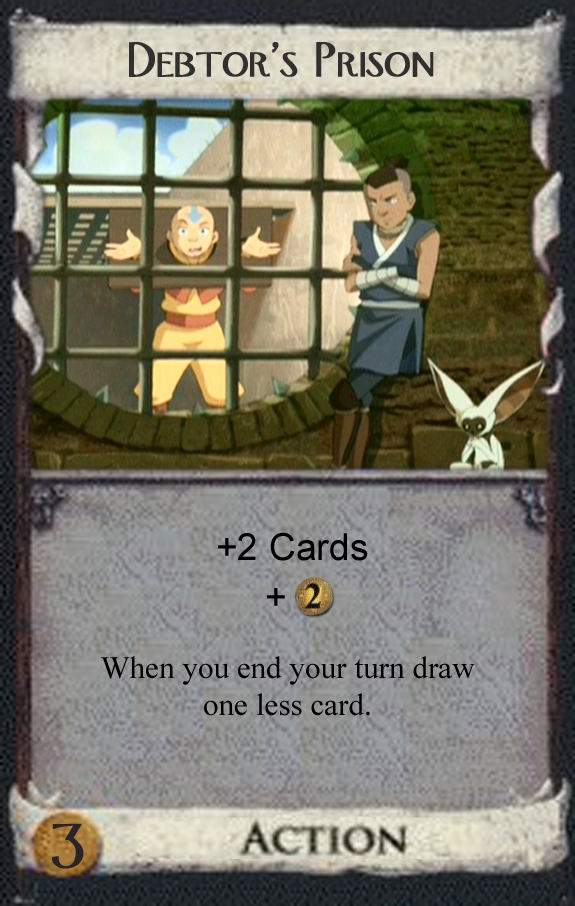 Debtor's Prison
+2 Cards
+ 2
When you end your turn draw
one less card.
3 Action